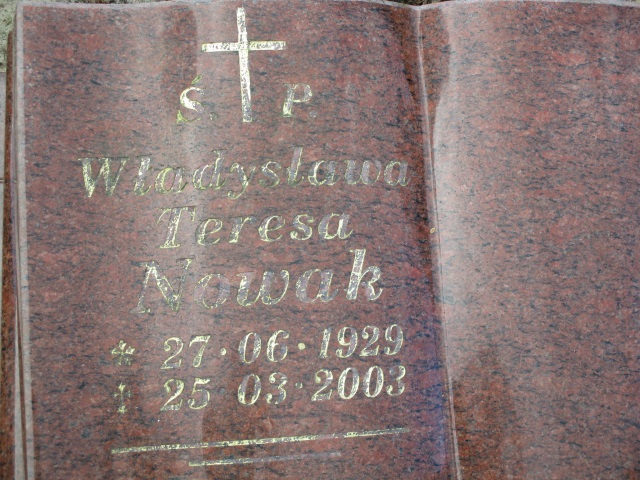 Ś. P.
Władysława
Teresa
Nowak
27·06·1929
25 03·2003